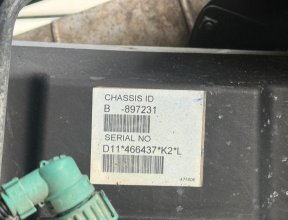 CHASSIS ID
B -897231
SERIAL NO
D11*466437*K2*L